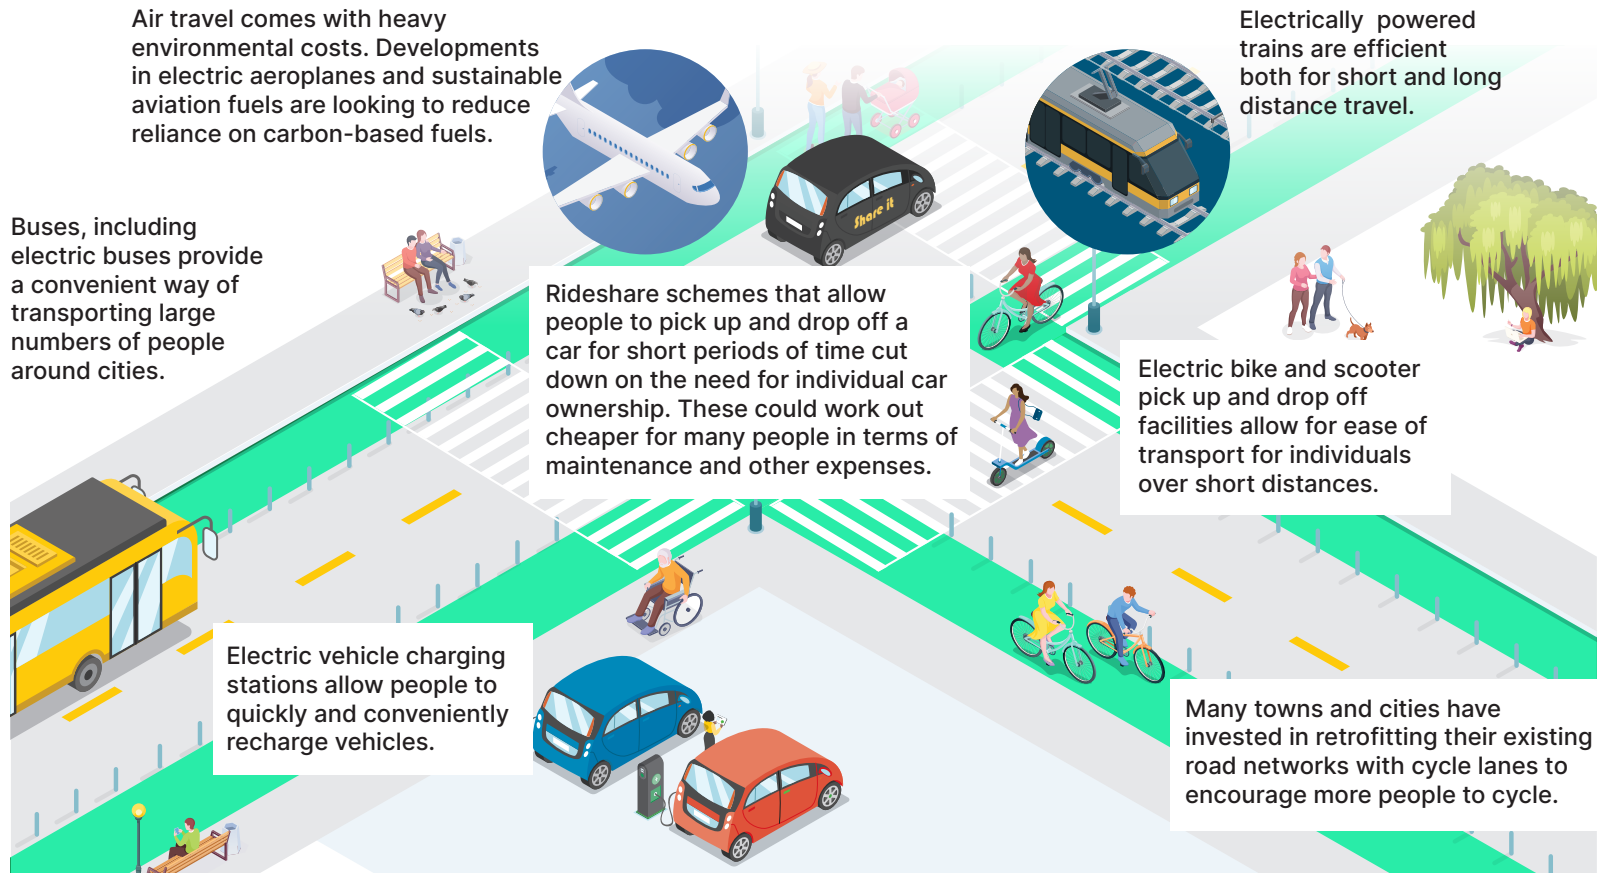 Air travel comes with heavy
environmental costs. Developments
in electric aeroplanes and sustainable
aviation fuels are looking to reduce
reliance on carbon-based fuels.
Electrically powered
trains are efficient
both for short and long
distance travel.
Share it
Buses, including
electric buses provide
a convenient way of
transporting large
numbers of people
around cities.
Rideshare schemes that allow
people to pick up and drop off a
car for short periods of time cut
down on the need for individual car
ownership. These could work out
cheaper for many people in terms of
maintenance and other expenses.
Electric bike and scooter
pick up and drop off
facilities allow for ease of
transport for individuals
over short distances.
Electric vehicle charging
stations allow people to
quickly and conveniently
recharge vehicles.
Many towns and cities have
invested in retrofitting their existing
road networks with cycle lanes to
encourage more people to cycle.